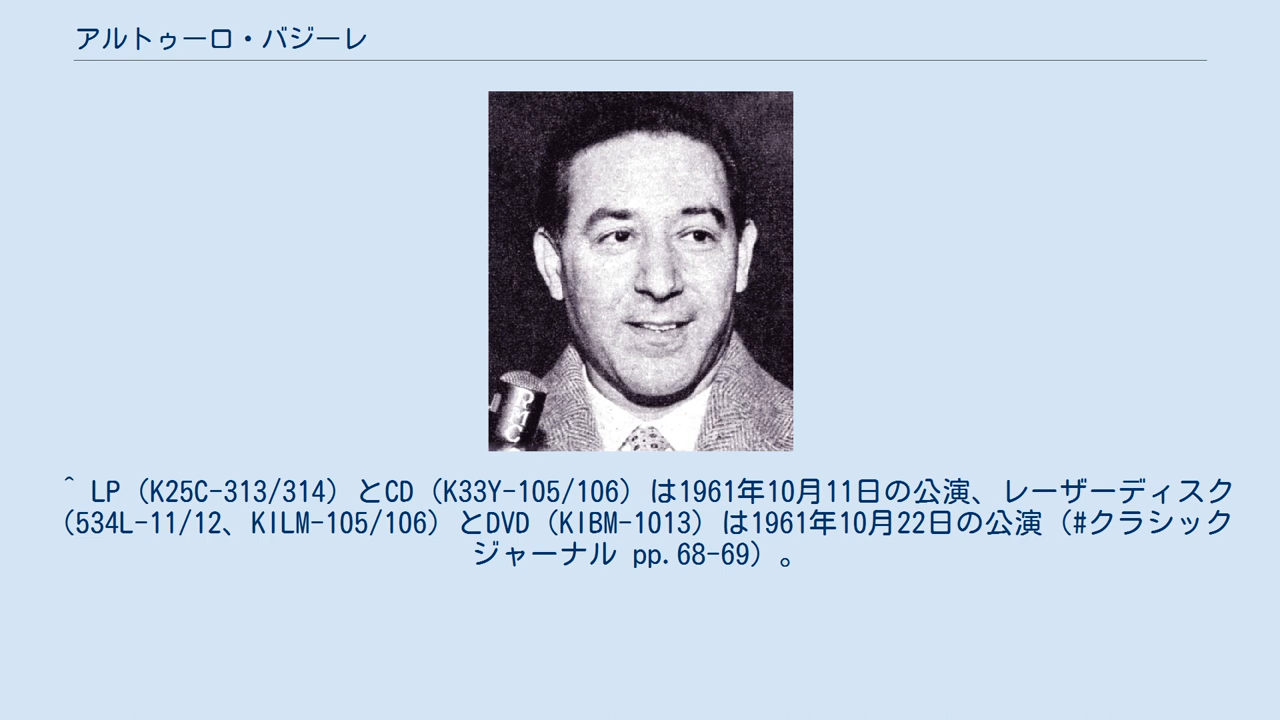 アルトゥーロ・バジーレ
^ LP（K25C-313/314）とCD（K33Y-105/106）は1961年10月11日の公演、レーザーディスク
（534L-11/12、KILM-105/106）とDVD（KIBM-1013）は1961年10月22日の公演（#クラシック
ジャーナル pp.68-69）。